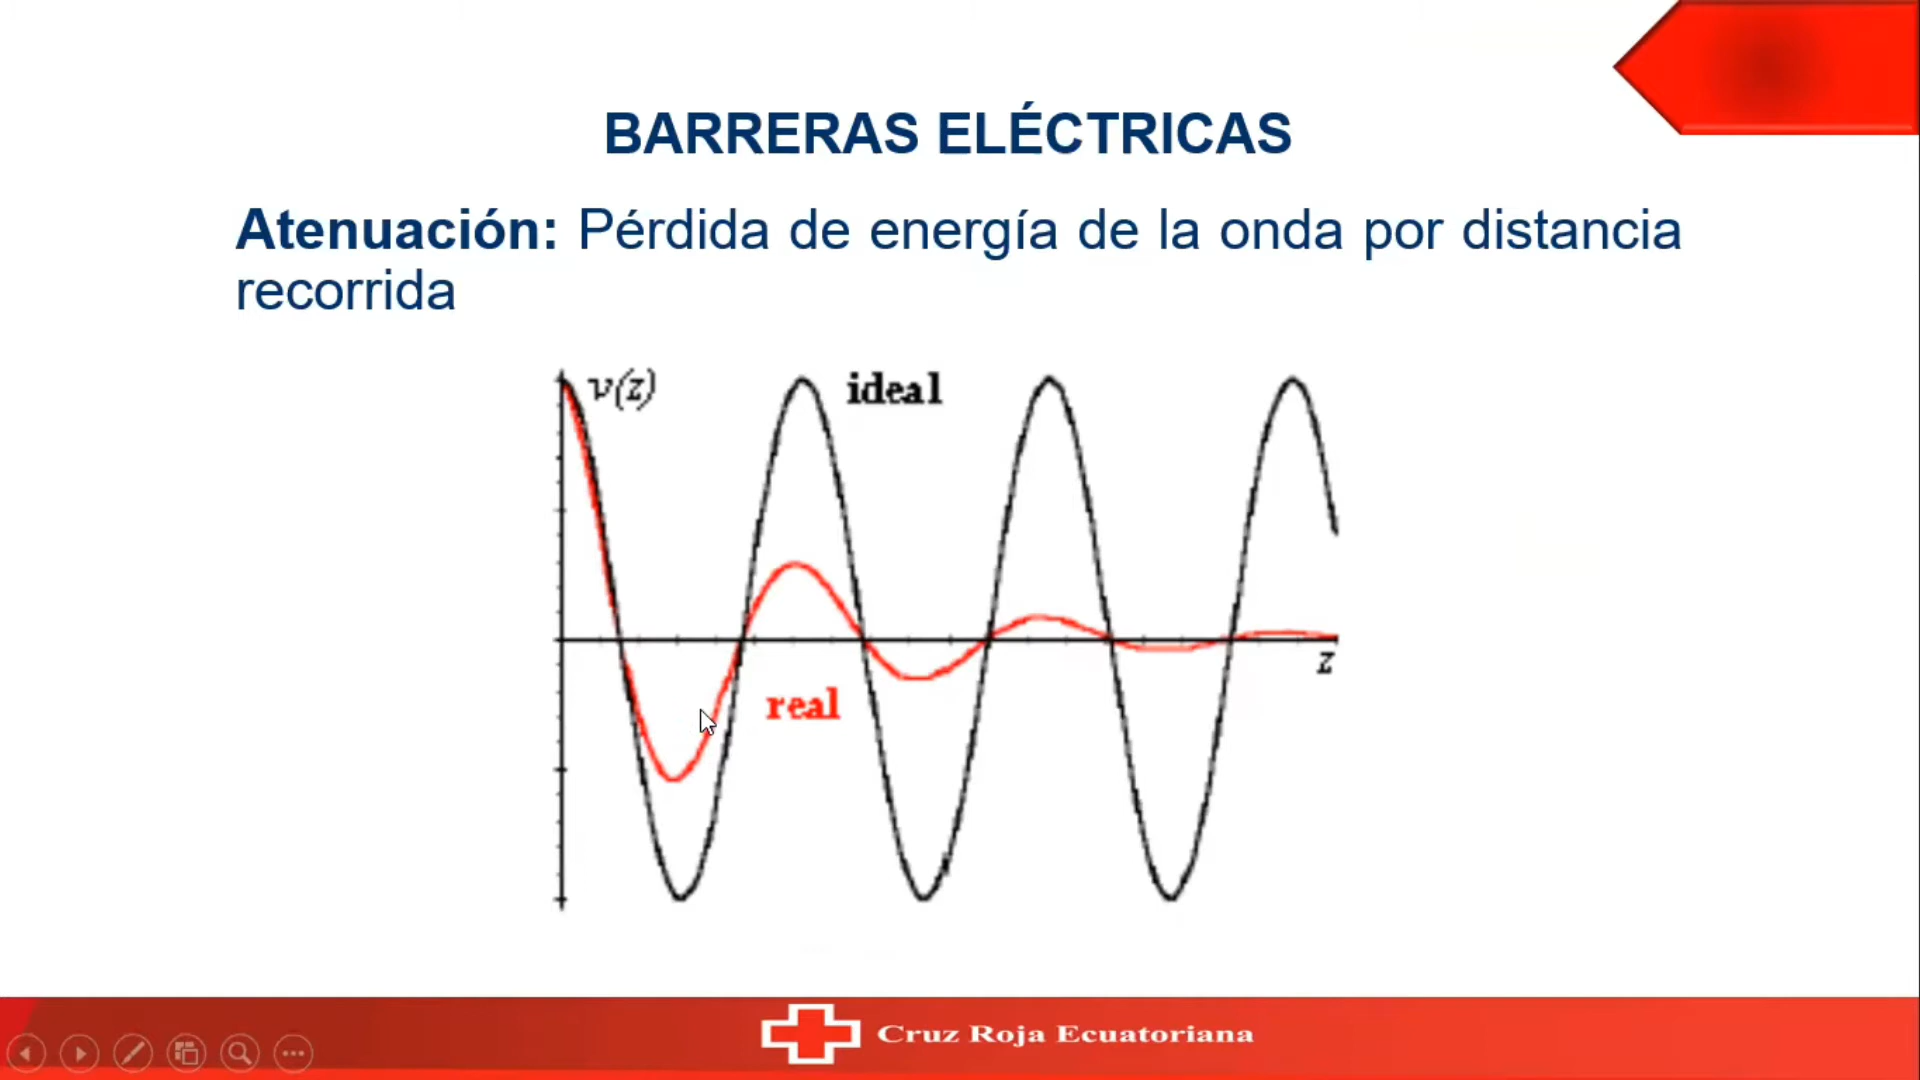 BARRERAS ELÉCTRICAS
Atenuación: Pérdida de energía de la onda por distancia
recorrida
v(z)
ideal
z
real
Cruz Roja Ecuatoriana